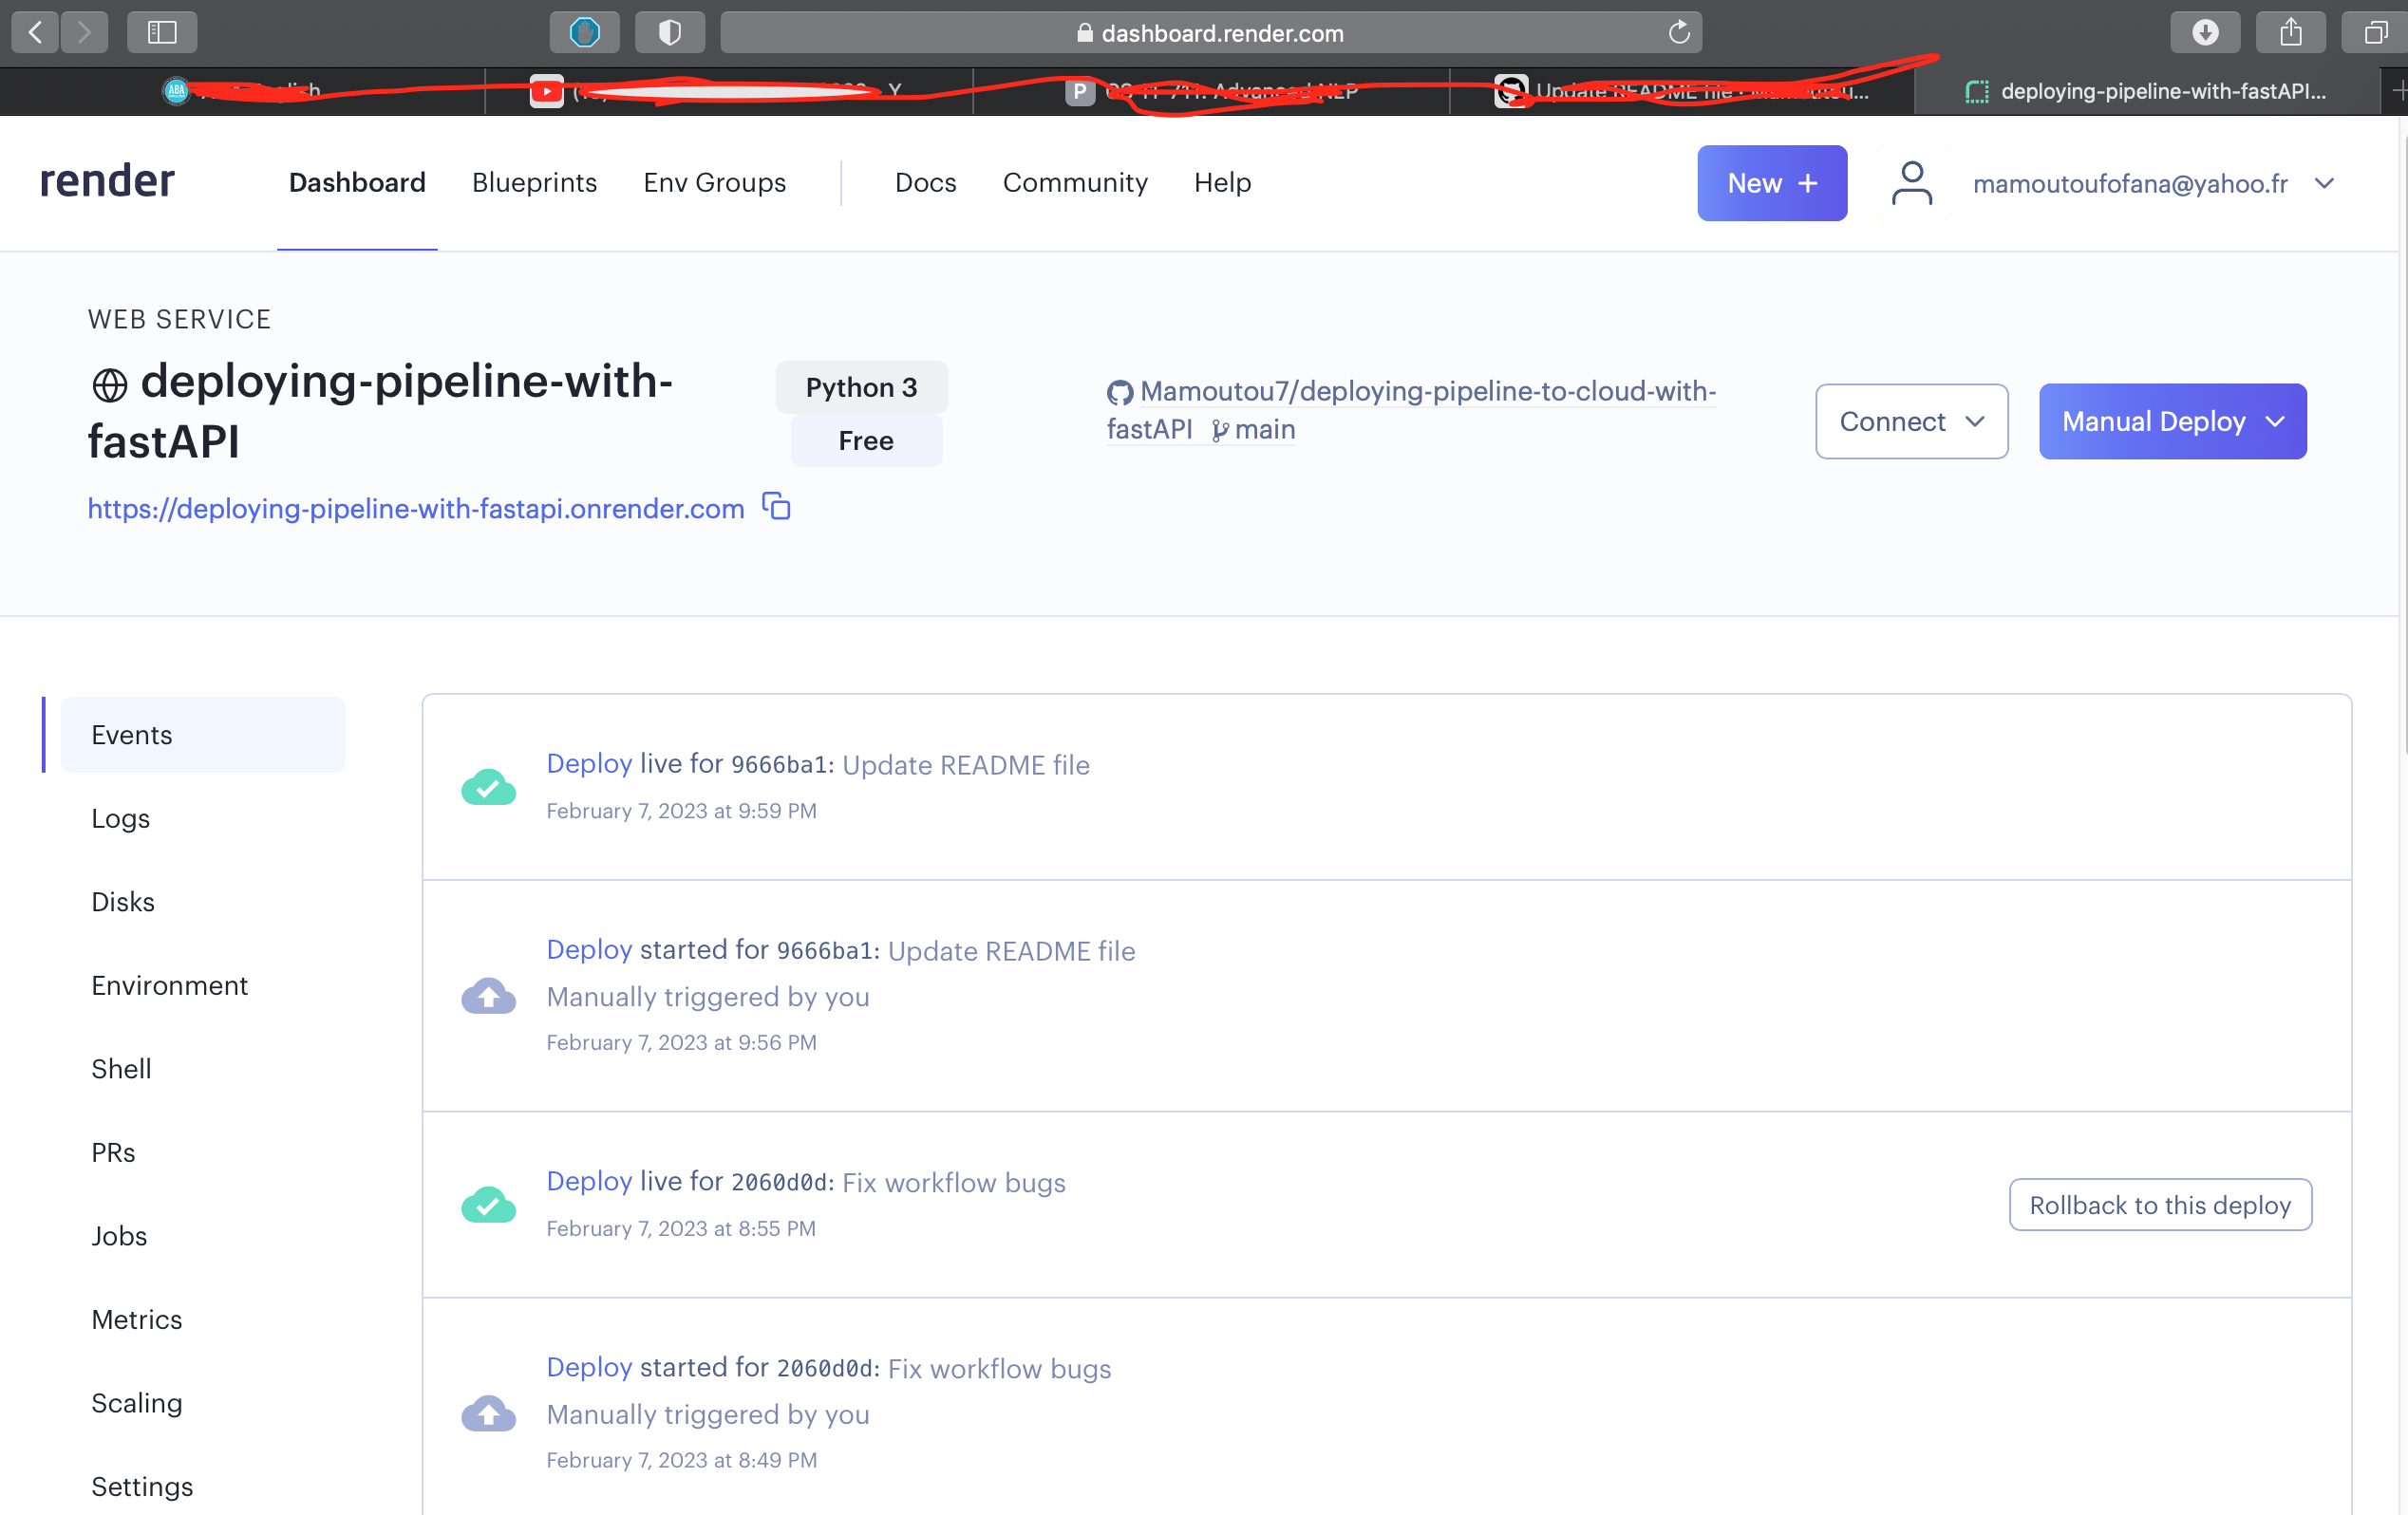 dashboard.render.com
deploying-pipeline-with-fastAPI...
render
Dashboard
Blueprints
Env Groups
Docs
Community
Help
New +
mamoutoufofana@yahoo.fr
WEB SERVICE
deploying-pipeline-with-
fastAPI
Python 3
Free
Mamoutou7/deploying-pipeline-to-cloud-with-
fastAPI main
Connect
Manual Deploy
https://deploying-pipeline-with-fastapi.onrender.com
Events
Logs
Disks
Environment
Shell
PRs
Jobs
Metrics
Scaling
Settings
Deploy live for 9666ba1: Update README file
February 7, 2023 at 9:59 PM
Deploy started for 9666ba1: Update README file
Manually triggered by you
February 7, 2023 at 9:56 PM
Deploy live for 2060d0d: Fix workflow bugs
February 7, 2023 at 8:55 PM
Rollback to this deploy
Deploy started for 2060d0d: Fix workflow bugs
Manually triggered by you
February 7, 2023 at 8:49 PM